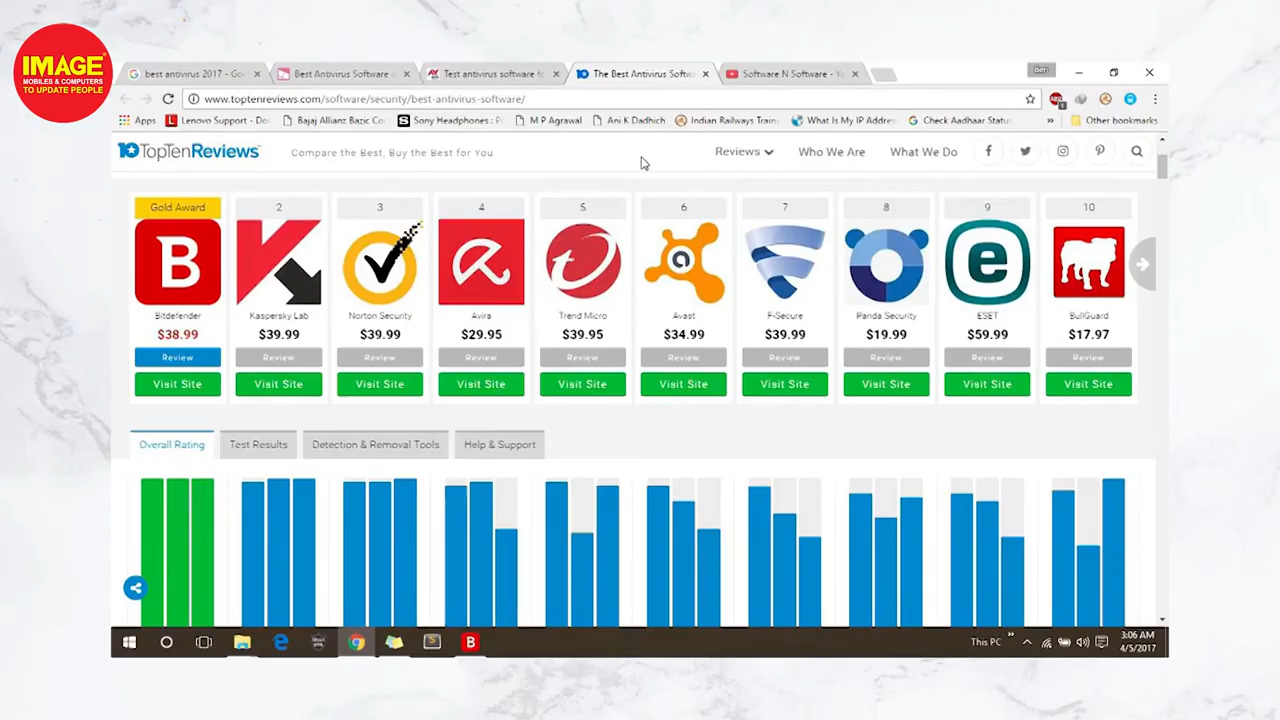 IMAGE
MOBILES & COMPUTERS
TO UPDATE PEOPLE
best antivirus 2017 - Go
Best Antivirus Software
Test antivirus software fo
The Best Antivirus Softw
Software N Software - Yo
www.toptenreviews.com/software/security/best-antivirus-software/
Apps
Lenovo Support - Do
Bajaj Allianz Bazic Cor
Sony Headphones : P
M P Agrawal
Ani K Dadhich
Indian Railways Train
What Is My IP Addre
Check Aadhaar Status
»
Other bookmarks
10 TopTenReviews
Compare the Best, Buy the Best for You
Reviews
Who We Are
What We Do
Gold Award 2 3 4 5 6 7 8 9 10
Bitdefender Kaspersky Lab Norton Security Avira Trend Micro Avast F-Secure Panda Security ESET BullGuard
$38.99 $39.99 $39.99 $29.95 $39.95 $34.99 $39.99 $19.99 $59.99 $17.97
Review Review Review Review Review Review Review Review Review Review
Visit Site Visit Site Visit Site Visit Site Visit Site Visit Site Visit Site Visit Site Visit Site Visit Site
Overall Rating Test Results Detection & Removal Tools Help & Support
This PC
3:06 AM
4/5/2017